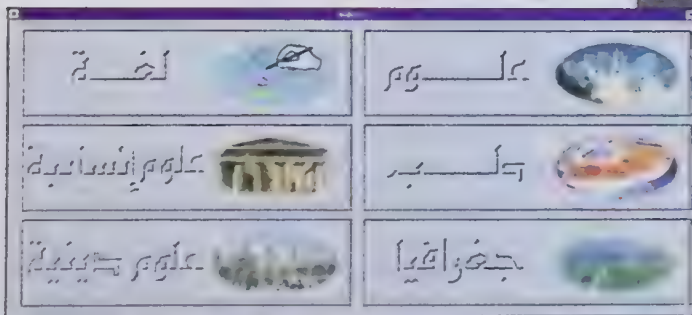 علوم
لغة
طب
علوم إنسانية
جغرافيا
علوم دينية